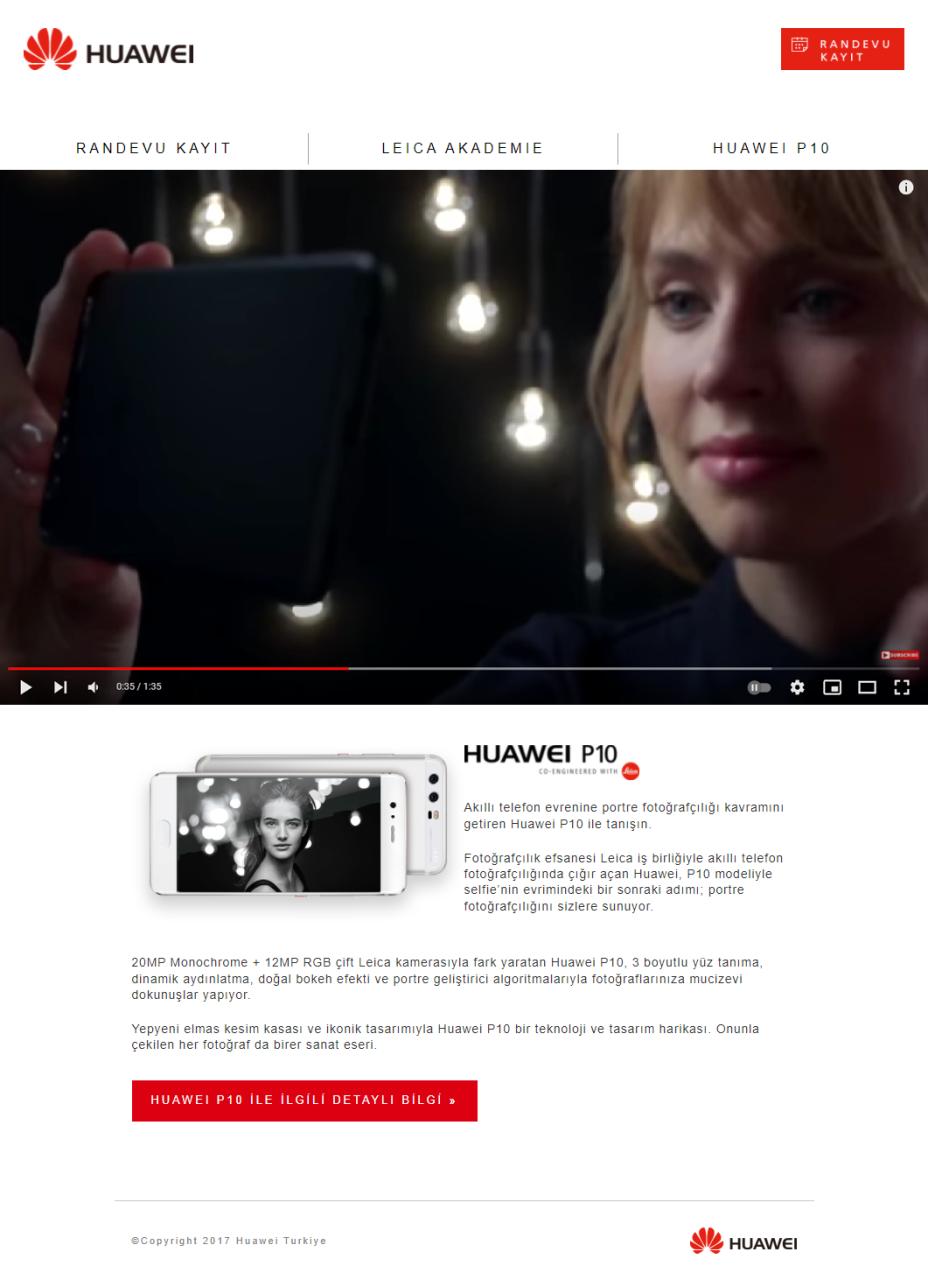 HUAWEI
RANDEVU
KAYIT
RANDEVU KAYIT
LEICA AKADEMIE
HUAWEI P10
SUBSCRIBE
0:35 / 1:35
HUAWEI P10
CO-ENGINEERED WITH Leica
Akıllı telefon evrenine portre fotoğrafçılığı kavramını
getiren Huawei P10 ile tanışın.
Fotoğrafçılık efsanesi Leica iş birliğiyle akıllı telefon
fotoğrafçılığında çığır açan Huawei, P10 modeliyle
selfie’nin evrimindeki bir sonraki adımı; portre
fotoğrafçılığını sizlere sunuyor.
20MP Monochrome + 12MP RGB çift Leica kamerasıyla fark yaratan Huawei P10, 3 boyutlu yüz tanıma,
dinamik aydınlatma, doğal bokeh efekti ve portre geliştirici algoritmalarıyla fotoğraflarınıza mucizevi
dokunuşlar yapıyor.
Yepyeni elmas kesim kasası ve ikonik tasarımıyla Huawei P10 bir teknoloji ve tasarım harikası. Onunla
çekilen her fotoğraf da birer sanat eseri.
HUAWEI P10 İLE İLGİLİ DETAYLI BİLGİ »
©Copyright 2017 Huawei Turkiye
HUAWEI